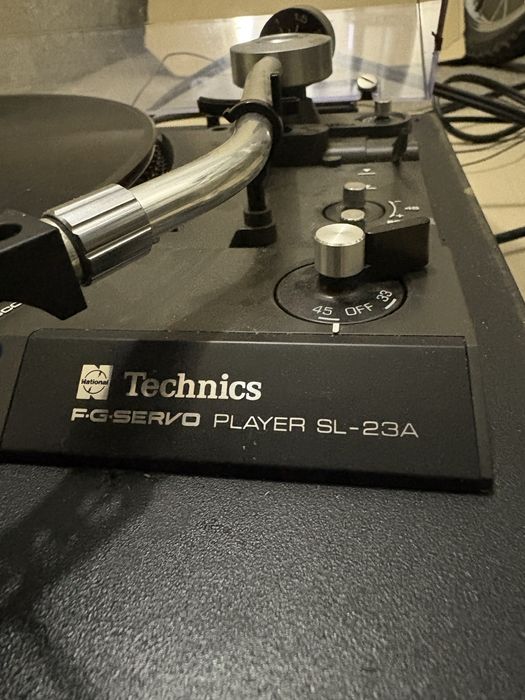 45 OFF 33
National Technics
F·G·SERVO PLAYER SL-23A